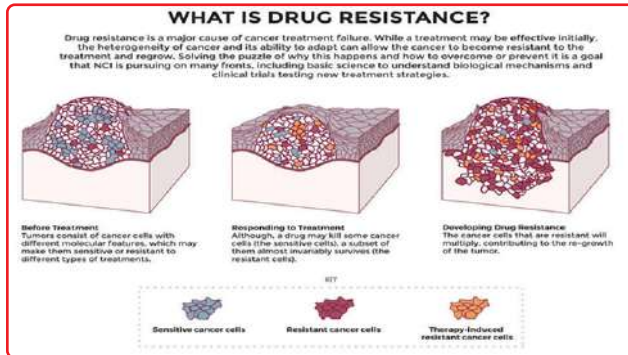 WHAT IS DRUG RESISTANCE?
Drug resistance is a major cause of cancer treatment failure. While a treatment may be effective initially,
the heterogeneity of cancer and its ability to adapt can allow the cancer to become resistant to the
treatment and regrow. Solving the puzzle of why this happens and how to overcome or prevent it is a goal
that NCI is pursuing on many fronts, including basic science to understand biological mechanisms and
clinical trials testing new treatment strategies.
Before Treatment
Tumors consist of cancer cells with
different molecular features, which may
make them sensitive or resistant to
different types of treatments.
Responding to Treatment
Although, a drug may kill some cancer
cells (the sensitive cells), a subset of
them almost invariably survives (the
resistant cells).
Developing Drug Resistance
The cancer cells that are resistant will
multiply, contributing to the re-growth
of the tumor.
KEY
Sensitive cancer cells
Resistant cancer cells
Therapy-induced
resistant cancer cells